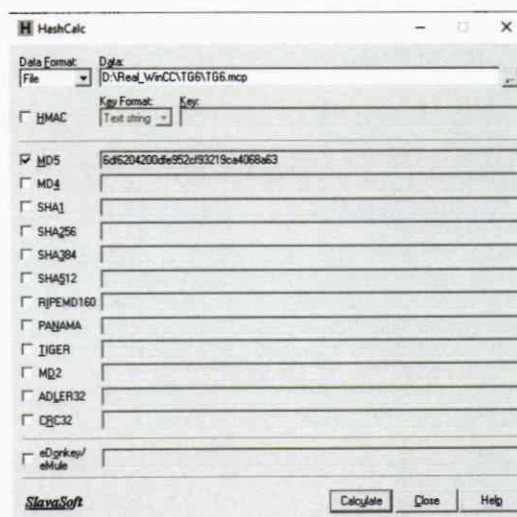 H HashCalc
Data Format: Data:
File D:\Real_WinCC\TG6\TG6.mcp
HMAC Key Format: Key:
Text string
MD5 6df6204200dfe952cf93219ca4068a63
MD4
SHA1
SHA256
SHA384
SHA512
RIPEMD160
PANAMA
TIGER
MD2
ADLER32
CRC32
eDonkey/
eMule
SlavaSoft Calculate Close Help